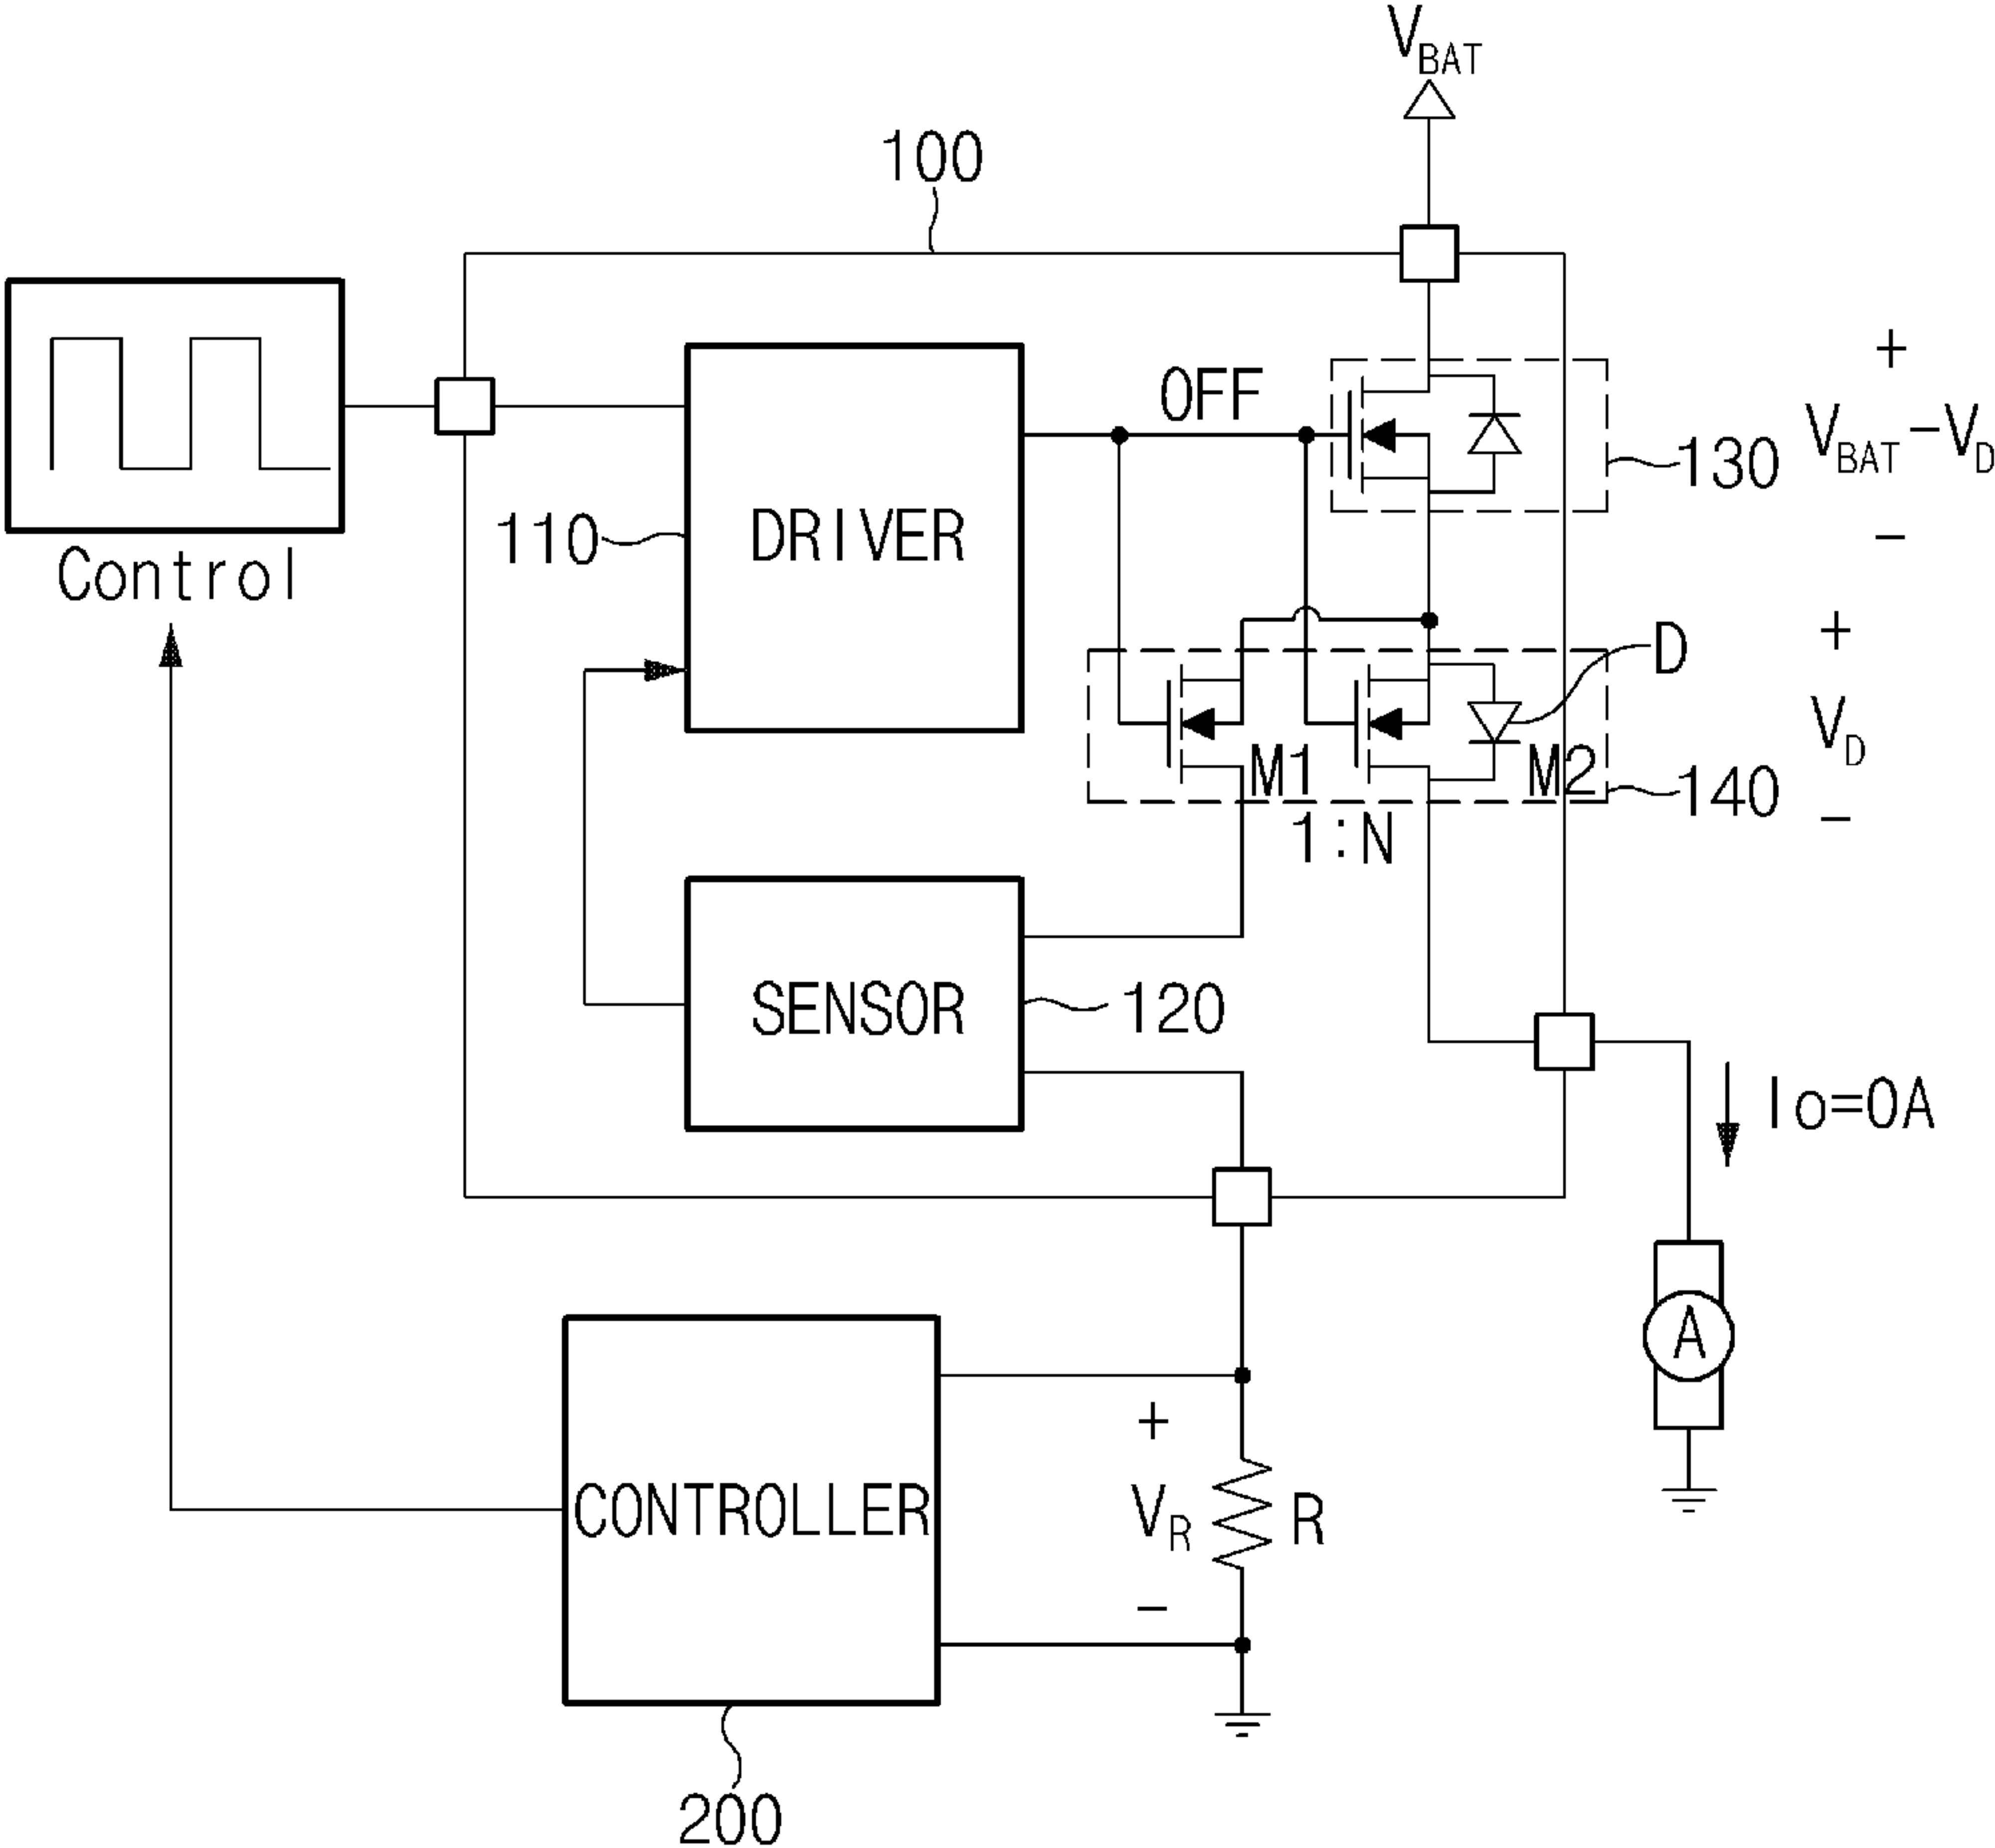 VBAT
100
OFF
+
VBAT-VD
-
130
110
DRIVER
Control
+
D
VD
-
M1
M2
140
1:N
SENSOR
120
Io=0A
A
+
CONTROLLER
VR
R
-
200